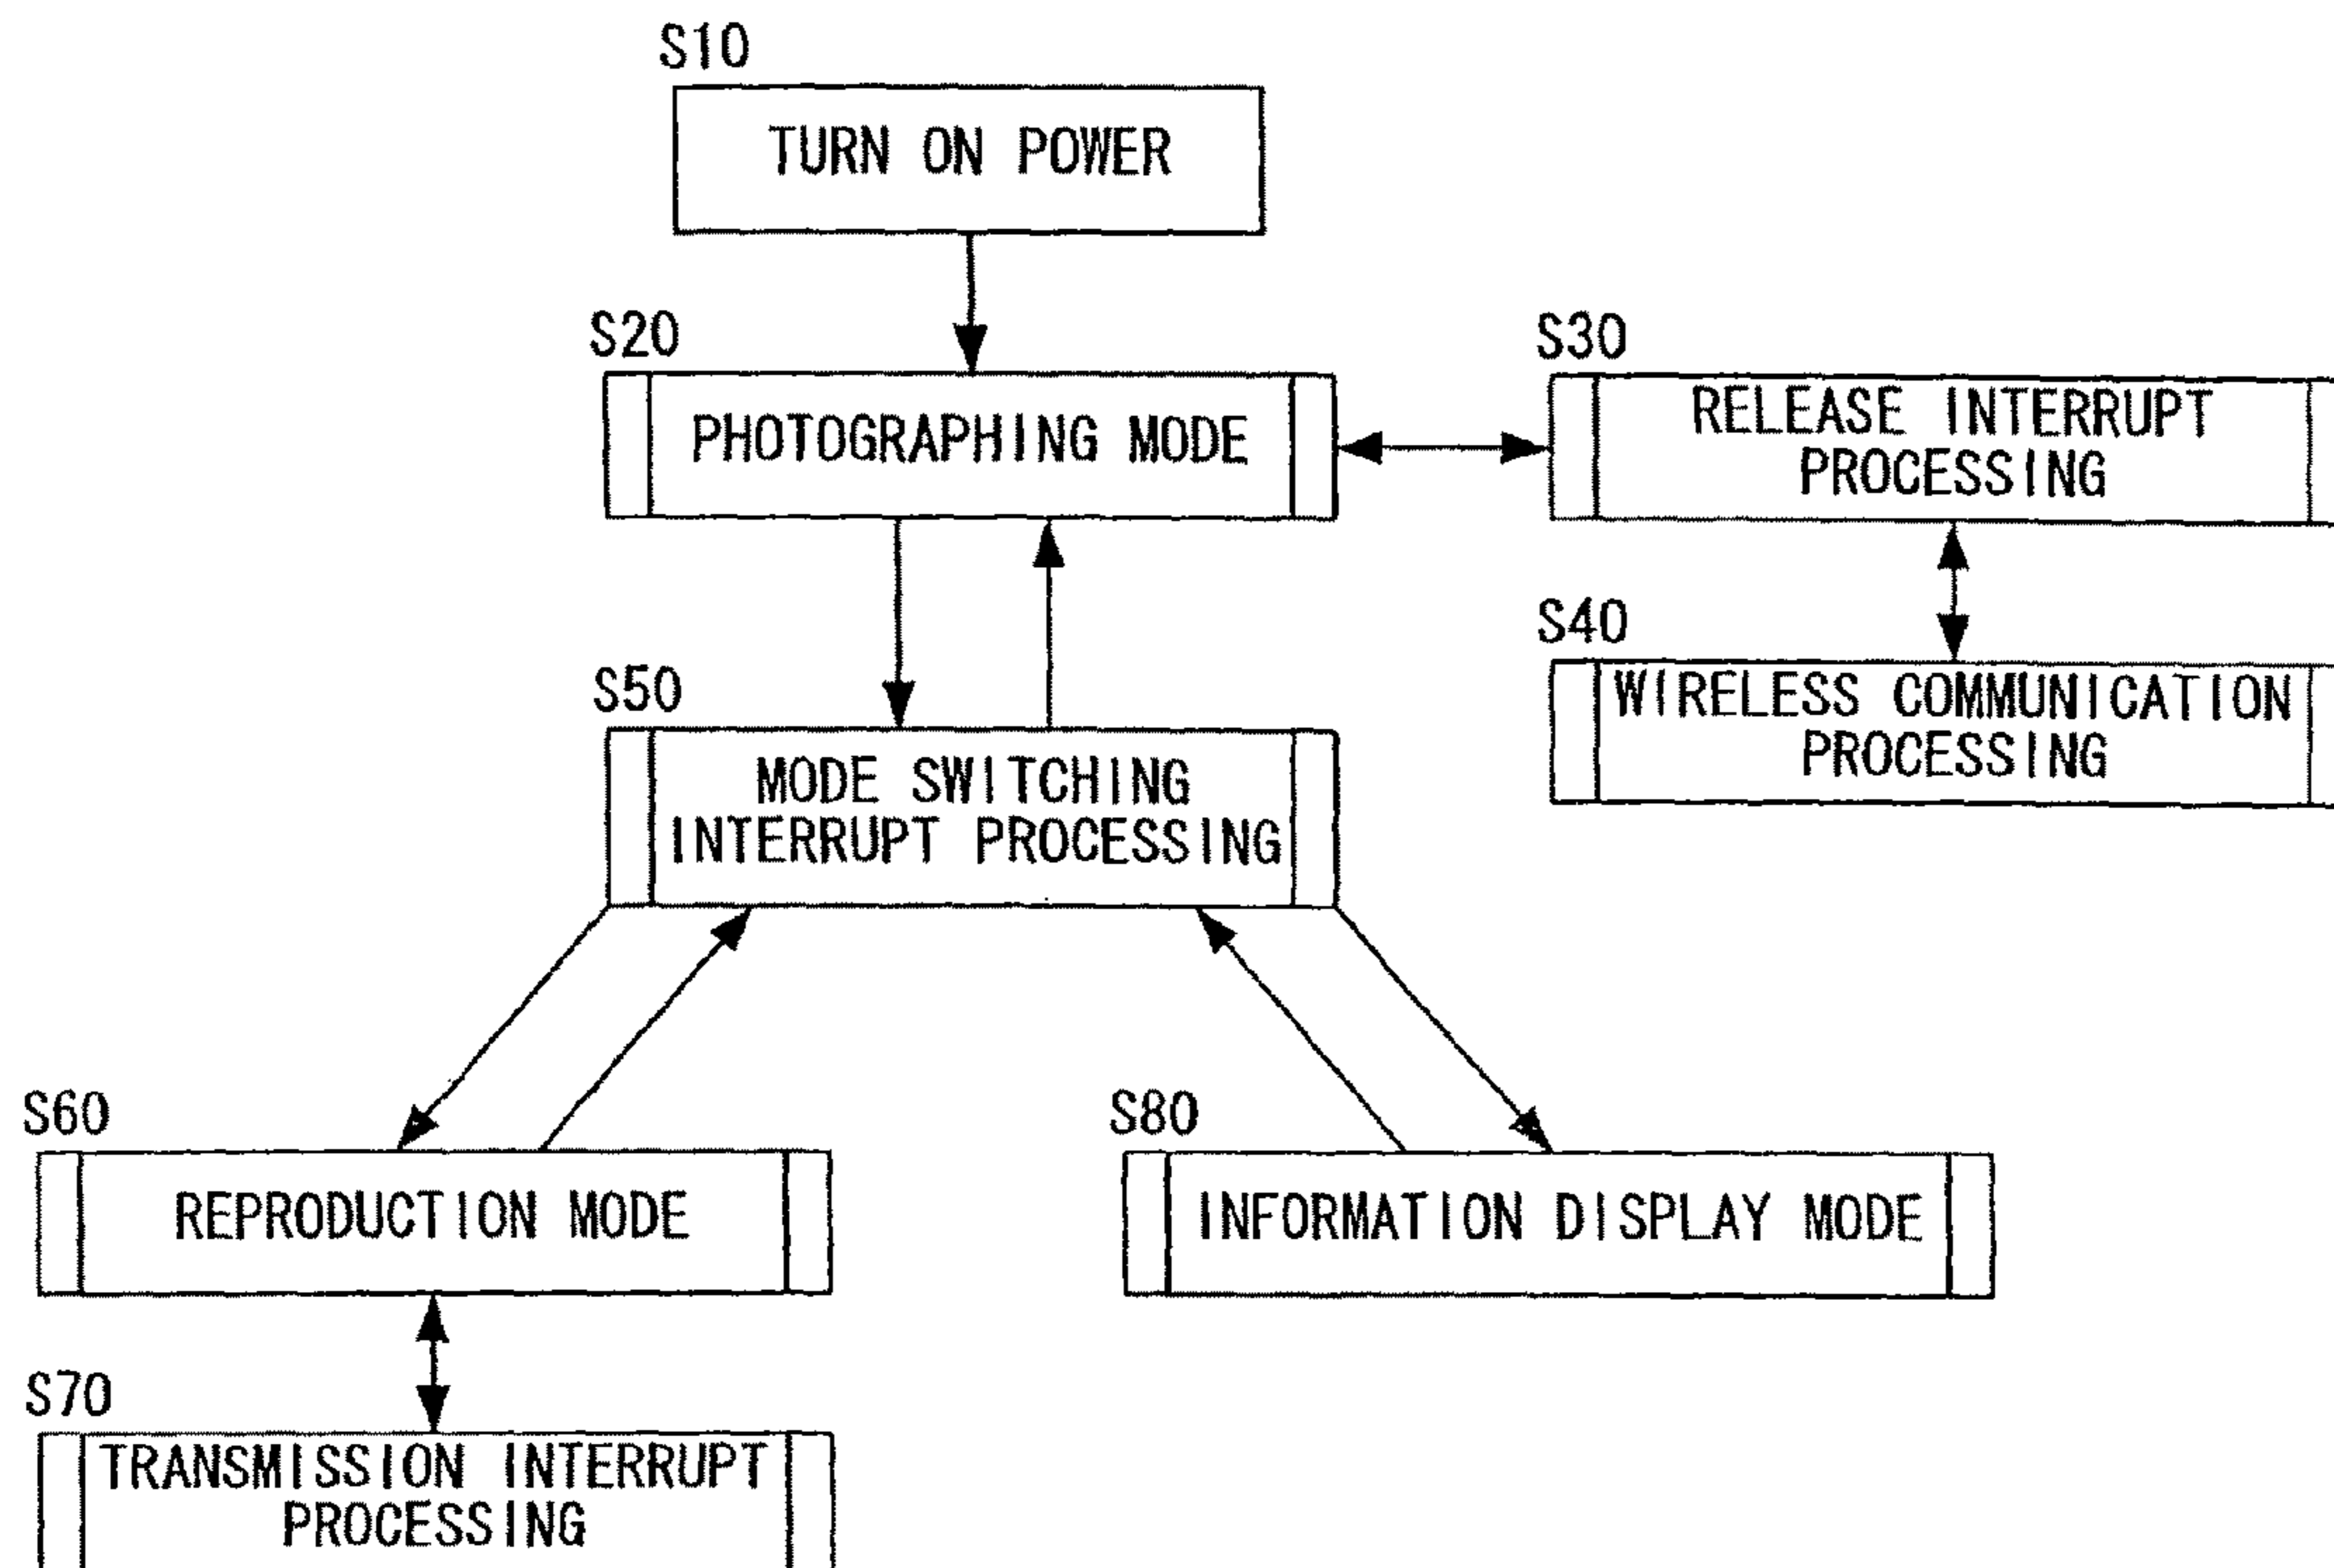 S10
TURN ON POWER
S20
PHOTOGRAPHING MODE
S30
RELEASE INTERRUPT
PROCESSING
S40
WIRELESS COMMUNICATION
PROCESSING
S50
MODE SWITCHING
INTERRUPT PROCESSING
S60
REPRODUCTION MODE
S80
INFORMATION DISPLAY MODE
S70
TRANSMISSION INTERRUPT
PROCESSING